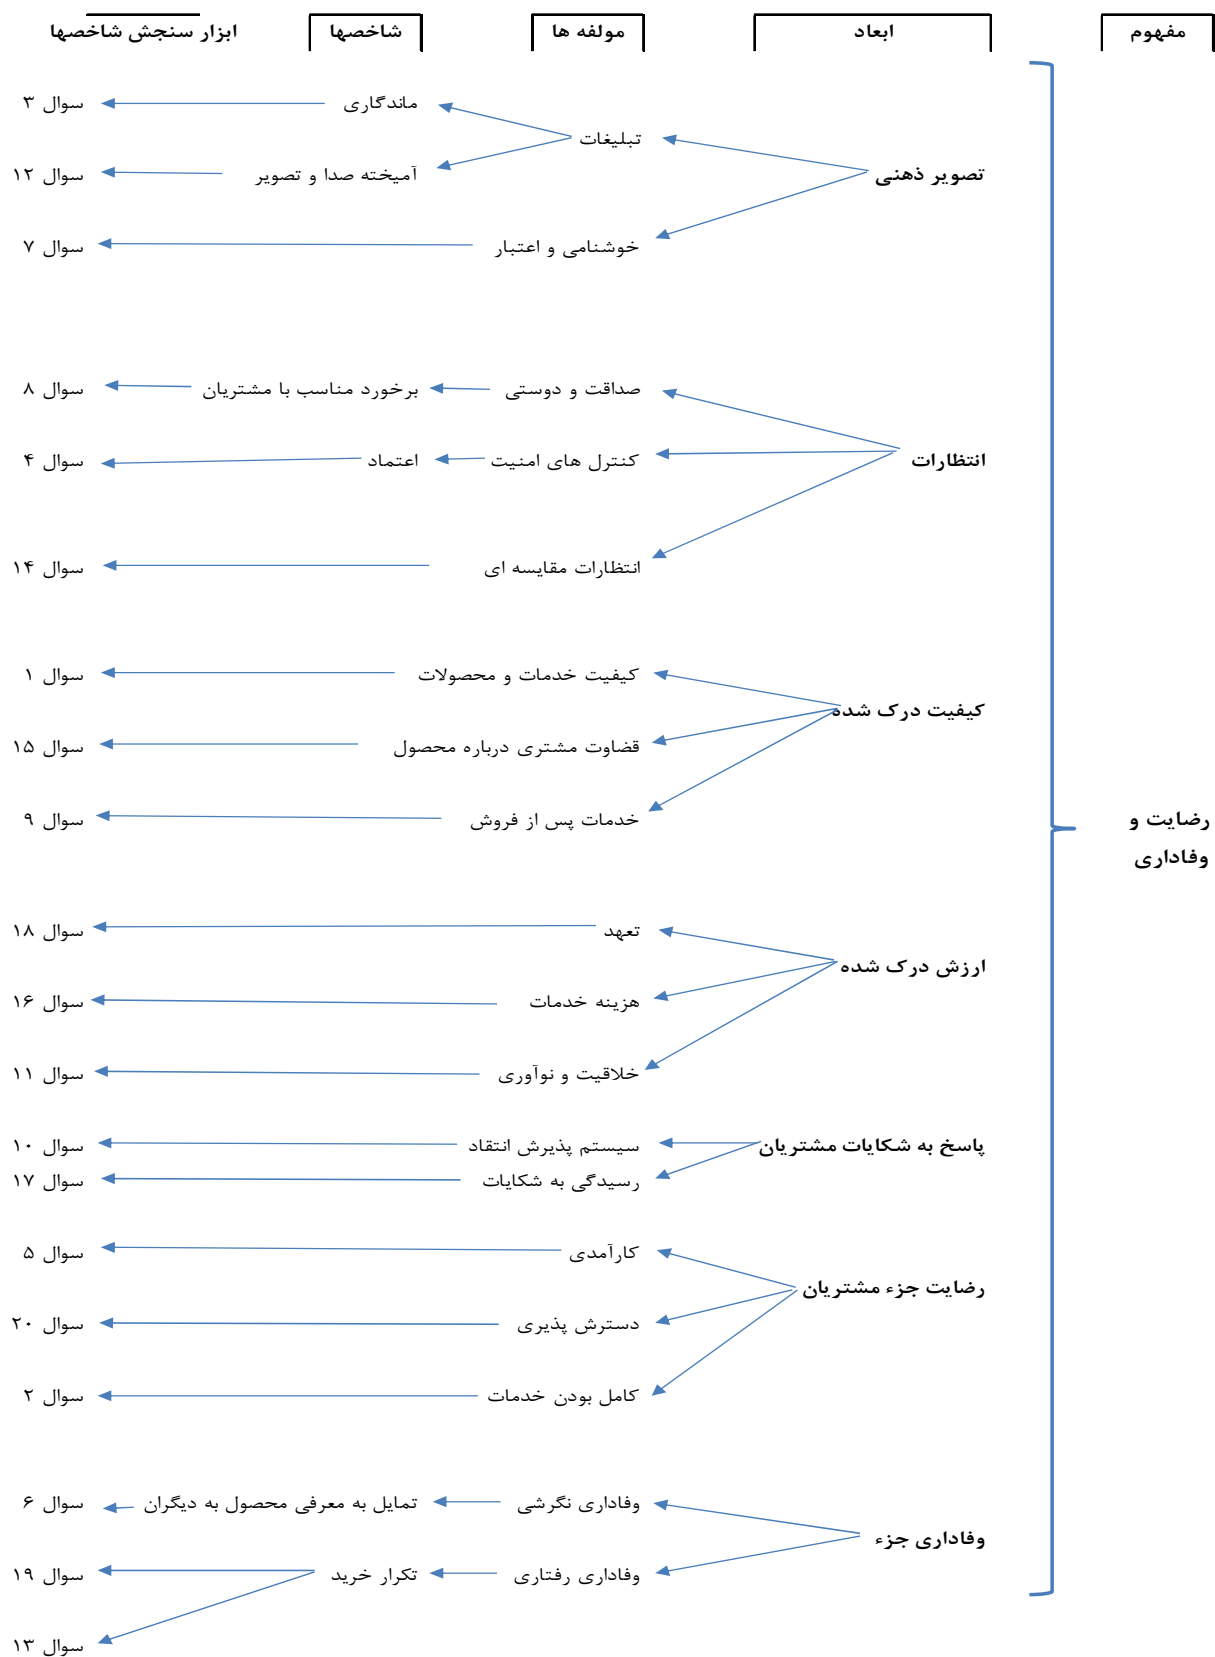 مفهوم ابعاد مولفه ها شاخصها ابزار سنجش شاخصها
ماندگاری سوال ۳
تبلیغات
تصویر ذهنی آمیخته صدا و تصویر سوال ۱۲
خوشنامی و اعتبار سوال ۷
صداقت و دوستی برخورد مناسب با مشتریان سوال ۸
انتظارات کنترل های امنیت اعتماد سوال ۴
انتظارات مقایسه ای سوال ۱۴
کیفیت خدمات و محصولات سوال ۱
کیفیت درک شده
قضاوت مشتری درباره محصول سوال ۱۵
رضایت و خدمات پس از فروش سوال ۹
وفاداری
تعهد سوال ۱۸
ارزش درک شده
هزینه خدمات سوال ۱۶
خلاقیت و نوآوری سوال ۱۱
پاسخ به شکایات مشتریان سیستم پذیرش انتقاد سوال ۱۰
رسیدگی به شکایات سوال ۱۷
کارآمدی سوال ۵
رضایت جزء مشتریان
دسترش پذیری سوال ۲۰
کامل بودن خدمات سوال ۲
وفاداری نگرشی تمایل به معرفی محصول به دیگران سوال ۶
وفاداری جزء
وفاداری رفتاری تکرار خرید سوال ۱۹
سوال ۱۳